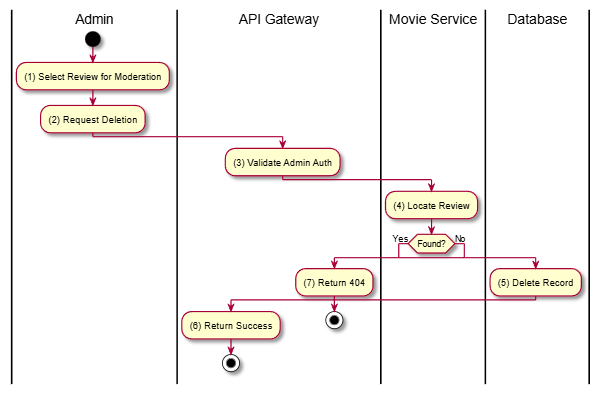 Admin
API Gateway
Movie Service
Database
(1) Select Review for Moderation
(2) Request Deletion
(3) Validate Admin Auth
(4) Locate Review
Yes
Found?
No
(7) Return 404
(5) Delete Record
(6) Return Success